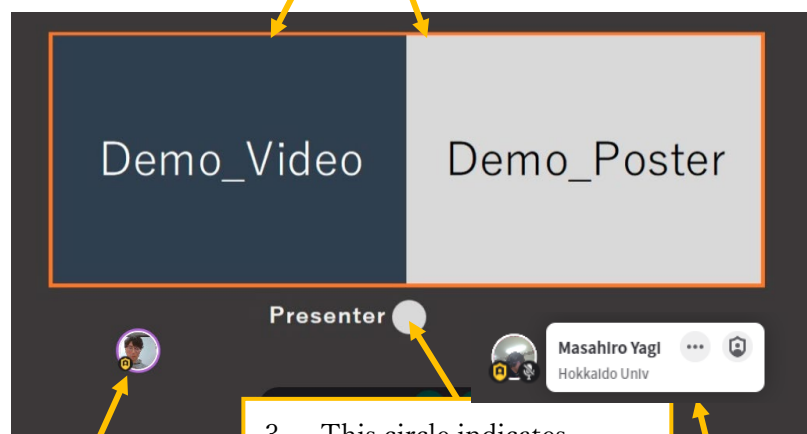 Demo_Video
Demo_Poster
Presenter
Masahiro Yagi
Hokkaido Univ
3. This circle indicates